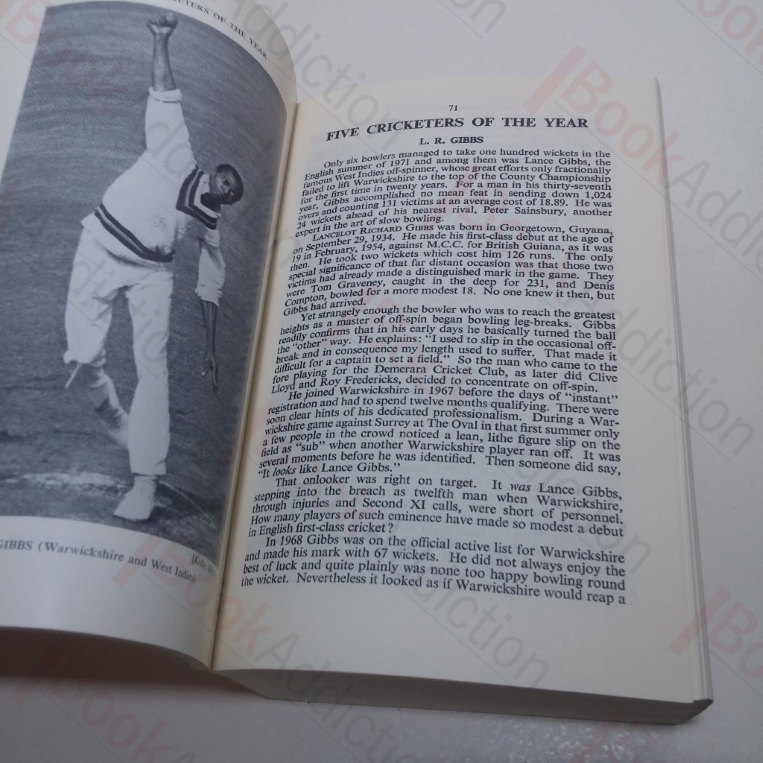 CRICKETERS OF THE YEAR
GIBBS (Warwickshire and West Indies)
71
FIVE CRICKETERS OF THE YEAR
L. R. GIBBS
Only six bowlers managed to take one hundred wickets in the
English summer of 1971 and among them was Lance Gibbs, the
famous West Indies off-spinner, whose great efforts only fractionally
failed to lift Warwickshire to the top of the County Championship
for the first time in twenty years. For a man in his thirty-seventh
year, Gibbs accomplished no mean feat in sending down 1,024
overs and counting 131 victims at an average cost of 18.89. He was
24 wickets ahead of his nearest rival, Peter Sainsbury, another
expert in the art of slow bowling.
LANCELOT RICHARD GIBBS was born in Georgetown, Guyana,
on September 29, 1934. He made his first-class debut at the age of
19 in February, 1954, against M.C.C. for British Guiana, as it was
then. He took two wickets which cost him 126 runs. The only
special significance of that far distant occasion was that those two
victims had already made a distinguished mark in the game. They
were Tom Graveney, caught in the deep for 231, and Denis
Compton, bowled for a more modest 18. No one knew it then, but
Gibbs had arrived.
Yet strangely enough the bowler who was to reach the greatest
heights as a master of off-spin began bowling leg-breaks. Gibbs
readily confirms that in his early days he basically turned the ball
the "other" way. He explains: "I used to slip in the occasional off-
break and in consequence my length used to suffer. That made it
difficult for a captain to set a field." So the man who came to the
fore playing for the Demerara Cricket Club, as later did Clive
Lloyd and Roy Fredericks, decided to concentrate on off-spin.
He joined Warwickshire in 1967 before the days of "instant"
registration and had to spend twelve months qualifying. There were
soon clear hints of his dedicated professionalism. During a War-
wickshire game against Surrey at The Oval in that first summer only
a few people in the crowd noticed a lean, lithe figure slip on the
field as "sub" when another Warwickshire player ran off. It was
several moments before he was identified. Then someone did say,
"It looks like Lance Gibbs."
That onlooker was right on target. It was Lance Gibbs,
stepping into the breach as twelfth man when Warwickshire,
through injuries and Second XI calls, were short of personnel.
How many players of such eminence have made so modest a debut
in English first-class cricket?
In 1968 Gibbs was on the official active list for Warwickshire
and made his mark with 67 wickets. He did not always enjoy the
best of luck and quite plainly was none too happy bowling round
the wicket. Nevertheless it looked as if Warwickshire would reap a
BookAddiction